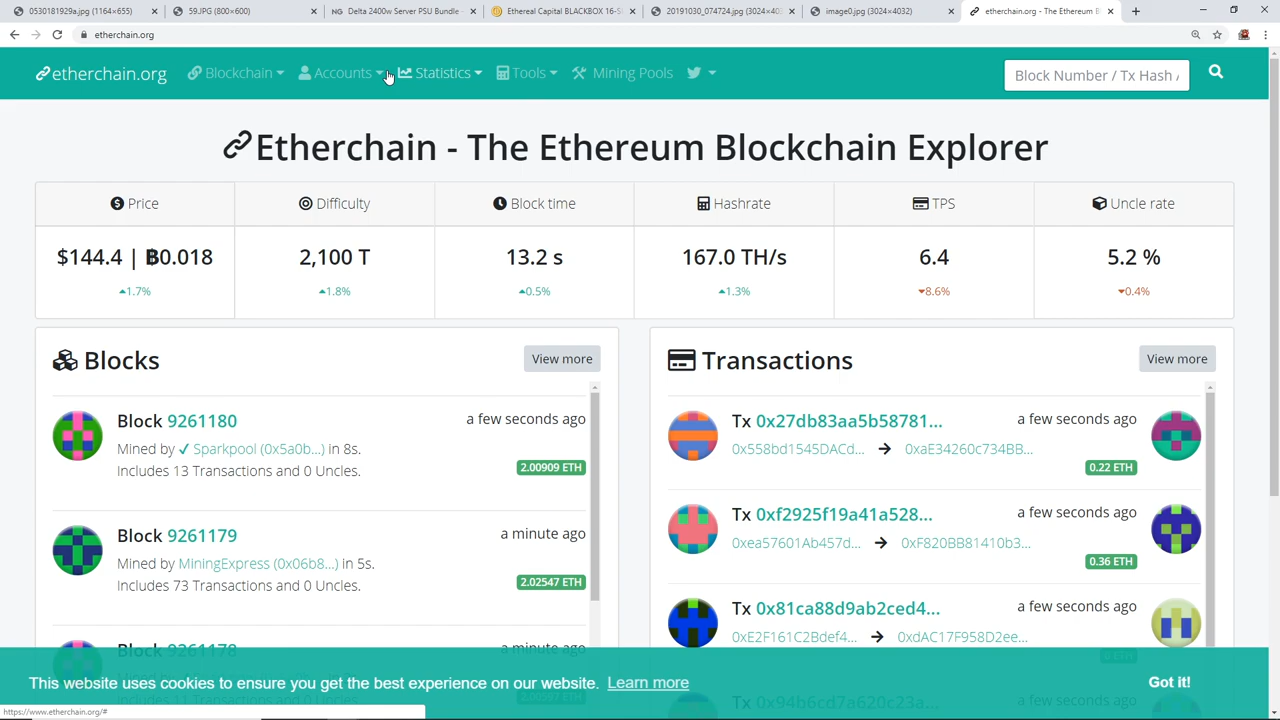 0530181929a.jpg (1164×655)
59.JPG (800×600)
Delta 2400w Server PSU Bundle -
Ethereal Capital BLACKBOX 16-S
20191030_074724.jpg (3024×403
image0.jpg (3024×4032)
etherchain.org - The Ethereum B
etherchain.org
etherchain.org
Blockchain
Accounts
Statistics
Tools
Mining Pools
Block Number / Tx Hash /
Etherchain - The Ethereum Blockchain Explorer
Price
Difficulty
Block time
Hashrate
TPS
Uncle rate
$144.4 | ฿0.018
2,100 T
13.2 s
167.0 TH/s
6.4
5.2 %
1.7%
1.8%
0.5%
1.3%
8.6%
0.4%
Blocks
View more
Block 9261180
a few seconds ago
Mined by ✓ Sparkpool (0x5a0b...) in 8s.
Includes 13 Transactions and 0 Uncles.
2.00909 ETH
Block 9261179
a minute ago
Mined by MiningExpress (0x06b8...) in 5s.
Includes 73 Transactions and 0 Uncles.
2.02547 ETH
Block 9261178
a minute ago
Transactions
View more
Tx 0x27db83aa5b58781...
a few seconds ago
0x558bd1545DACd...
0xaE34260c734BB...
0.22 ETH
Tx 0xf2925f19a41a528...
a few seconds ago
0xea57601Ab457d...
0xF820BB81410b3...
0.36 ETH
Tx 0x81ca88d9ab2ced4...
a few seconds ago
0xE2F161C2Bdef4...
0xdAC17F958D2ee...
This website uses cookies to ensure you get the best experience on our website. Learn more
Got it!
https://www.etherchain.org/#